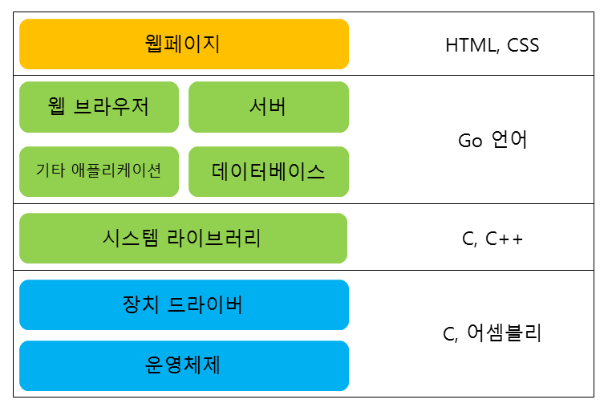 웹페이지
HTML, CSS
웹 브라우저
서버
기타 애플리케이션
데이터베이스
Go 언어
시스템 라이브러리
C, C++
장치 드라이버
운영체제
C, 어셈블리